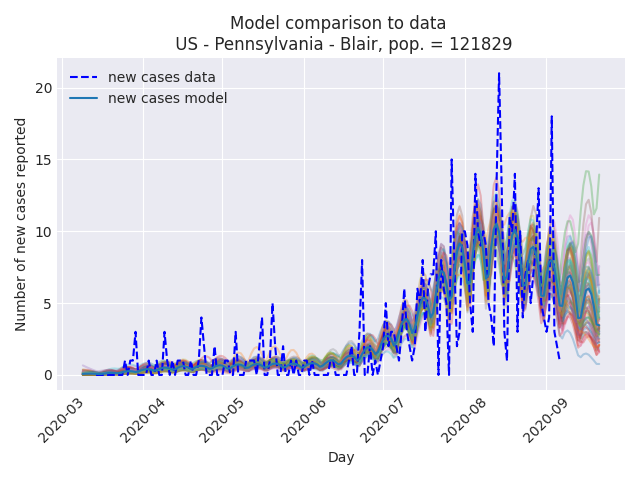 Model comparison to data
US - Pennsylvania - Blair, pop. = 121829
new cases data
new cases model
Number of new cases reported
20
15
10
5
0
2020-03
2020-04
2020-05
2020-06
2020-07
2020-08
2020-09
Day